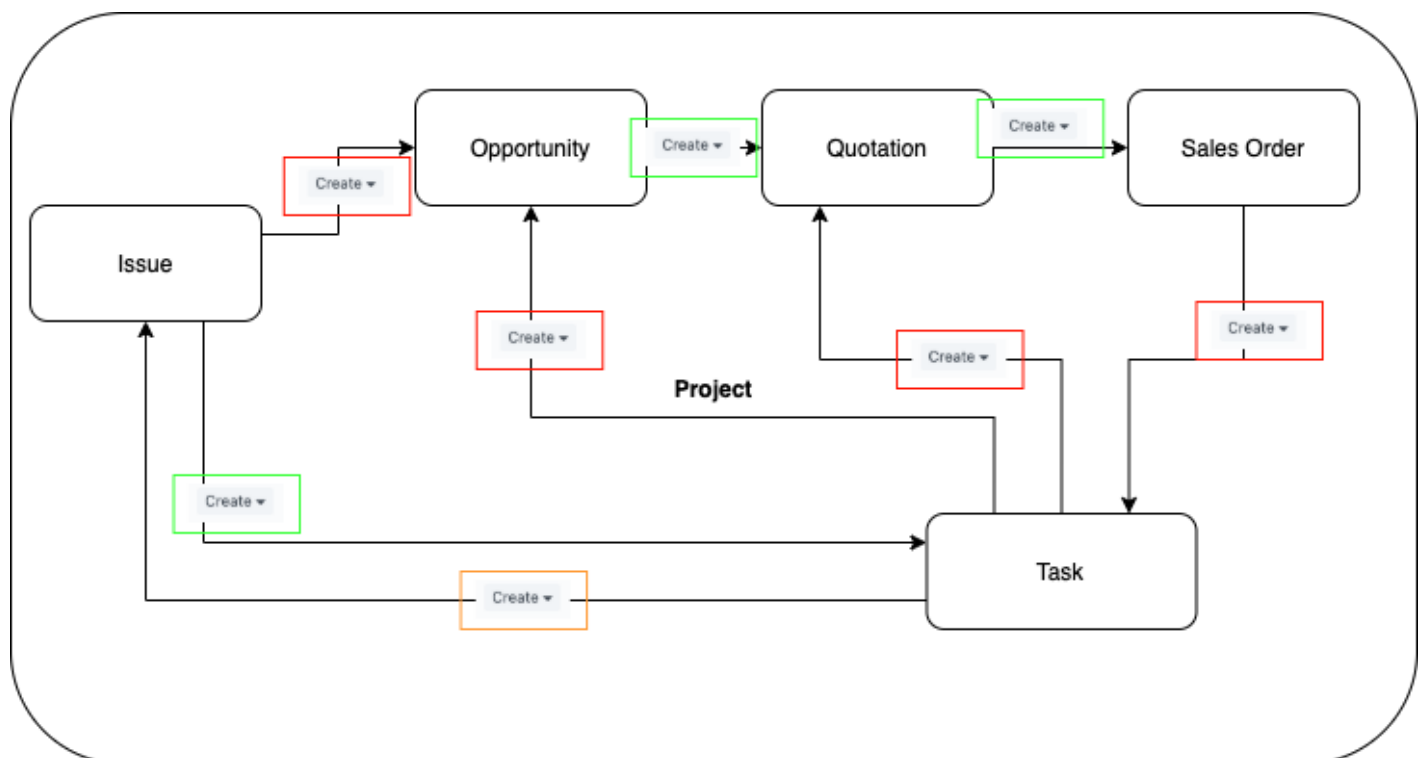 Opportunity
Create
Quotation
Create
Sales Order
Create
Issue
Create
Create
Create
Project
Create
Task
Create